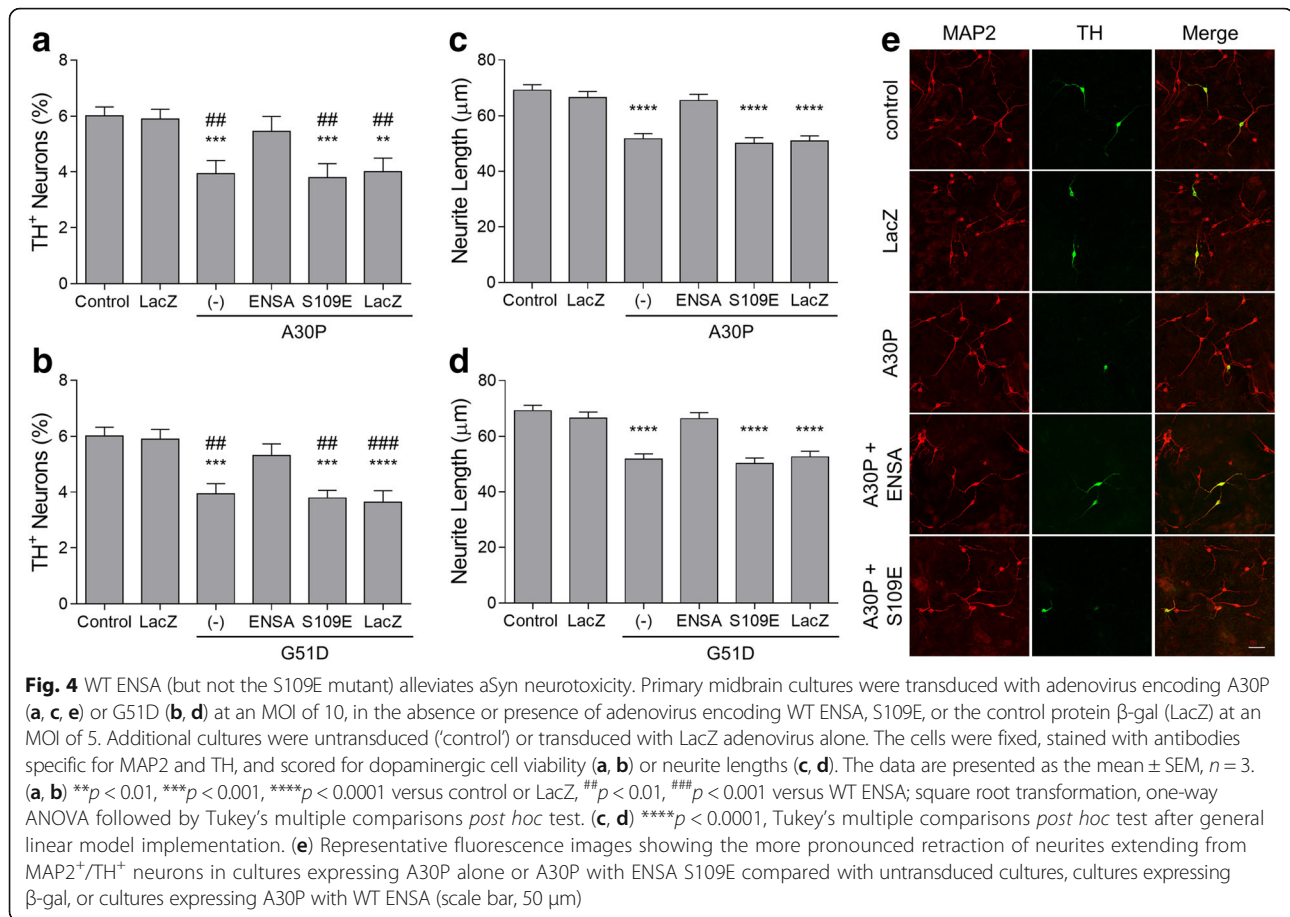 a
TH+ Neurons (%)
8
6
4
2
0
## ## ##
*** *** **
Control LacZ (-) ENSA S109E LacZ
A30P
b
TH+ Neurons (%)
8
6
4
2
0
## ## ###
*** *** ****
Control LacZ (-) ENSA S109E LacZ
G51D
c
Neurite Length (μm)
80
60
40
20
0
**** **** ****
Control LacZ (-) ENSA S109E LacZ
A30P
d
Neurite Length (μm)
80
60
40
20
0
**** **** ****
Control LacZ (-) ENSA S109E LacZ
G51D
e
MAP2 TH Merge
control
LacZ
A30P
A30P +
ENSA
A30P +
S109E
Fig. 4 WT ENSA (but not the S109E mutant) alleviates aSyn neurotoxicity. Primary midbrain cultures were transduced with adenovirus encoding A30P
(a, c, e) or G51D (b, d) at an MOI of 10, in the absence or presence of adenovirus encoding WT ENSA, S109E, or the control protein β-gal (LacZ) at an
MOI of 5. Additional cultures were untransduced ('control') or transduced with LacZ adenovirus alone. The cells were fixed, stained with antibodies
specific for MAP2 and TH, and scored for dopaminergic cell viability (a, b) or neurite lengths (c, d). The data are presented as the mean ± SEM, n = 3.
(a, b) **p < 0.01, ***p < 0.001, ****p < 0.0001 versus control or LacZ, ##p < 0.01, ###p < 0.001 versus WT ENSA; square root transformation, one-way
ANOVA followed by Tukey's multiple comparisons post hoc test. (c, d) ****p < 0.0001, Tukey's multiple comparisons post hoc test after general
linear model implementation. (e) Representative fluorescence images showing the more pronounced retraction of neurites extending from
MAP2+/TH+ neurons in cultures expressing A30P alone or A30P with ENSA S109E compared with untransduced cultures, cultures expressing
β-gal, or cultures expressing A30P with WT ENSA (scale bar, 50 μm)